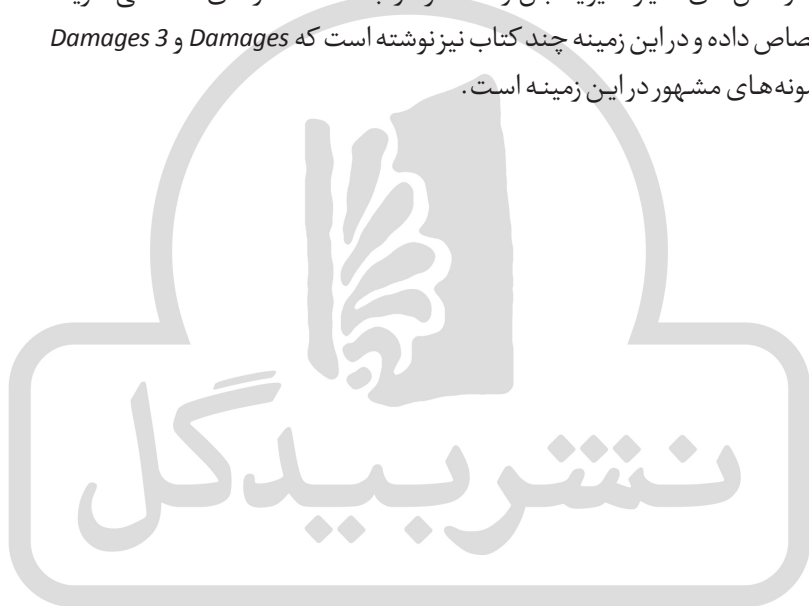 صاص داده و در این زمینه چند کتاب نیز نوشته است که Damages و Damages 3
ونه‌های مشهور در این زمینه است.
نشر بیدگل